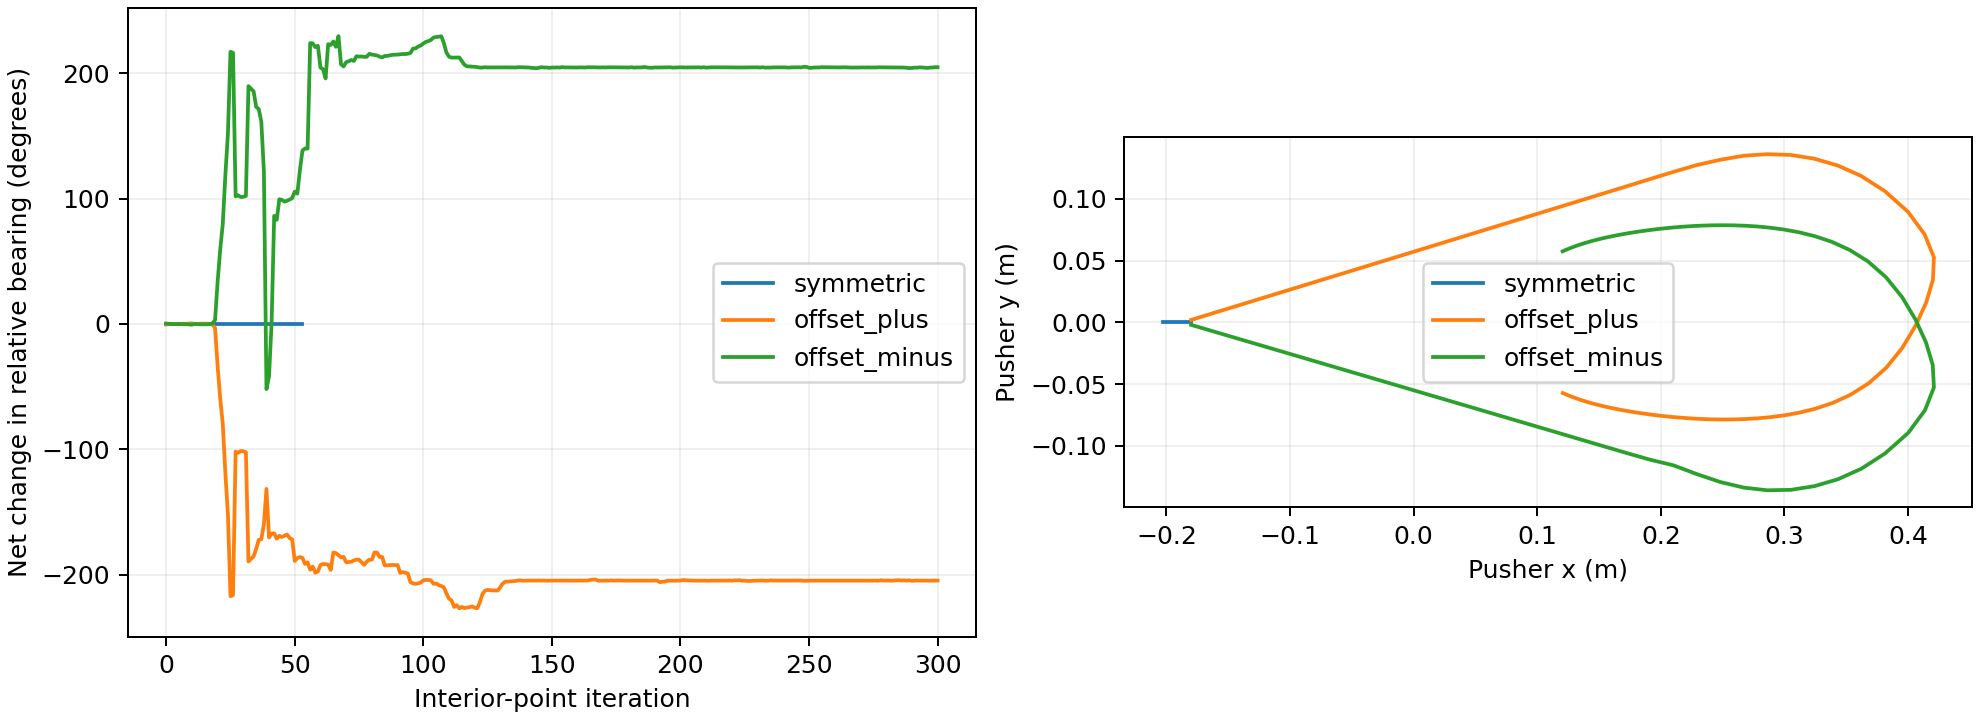 Net change in relative bearing (degrees)
200
100
0
−100
−200
symmetric
offset_plus
offset_minus
0
50
100
150
200
250
300
Interior-point iteration
Pusher y (m)
0.10
0.05
0.00
−0.05
−0.10
symmetric
offset_plus
offset_minus
−0.2
−0.1
0.0
0.1
0.2
0.3
0.4
Pusher x (m)